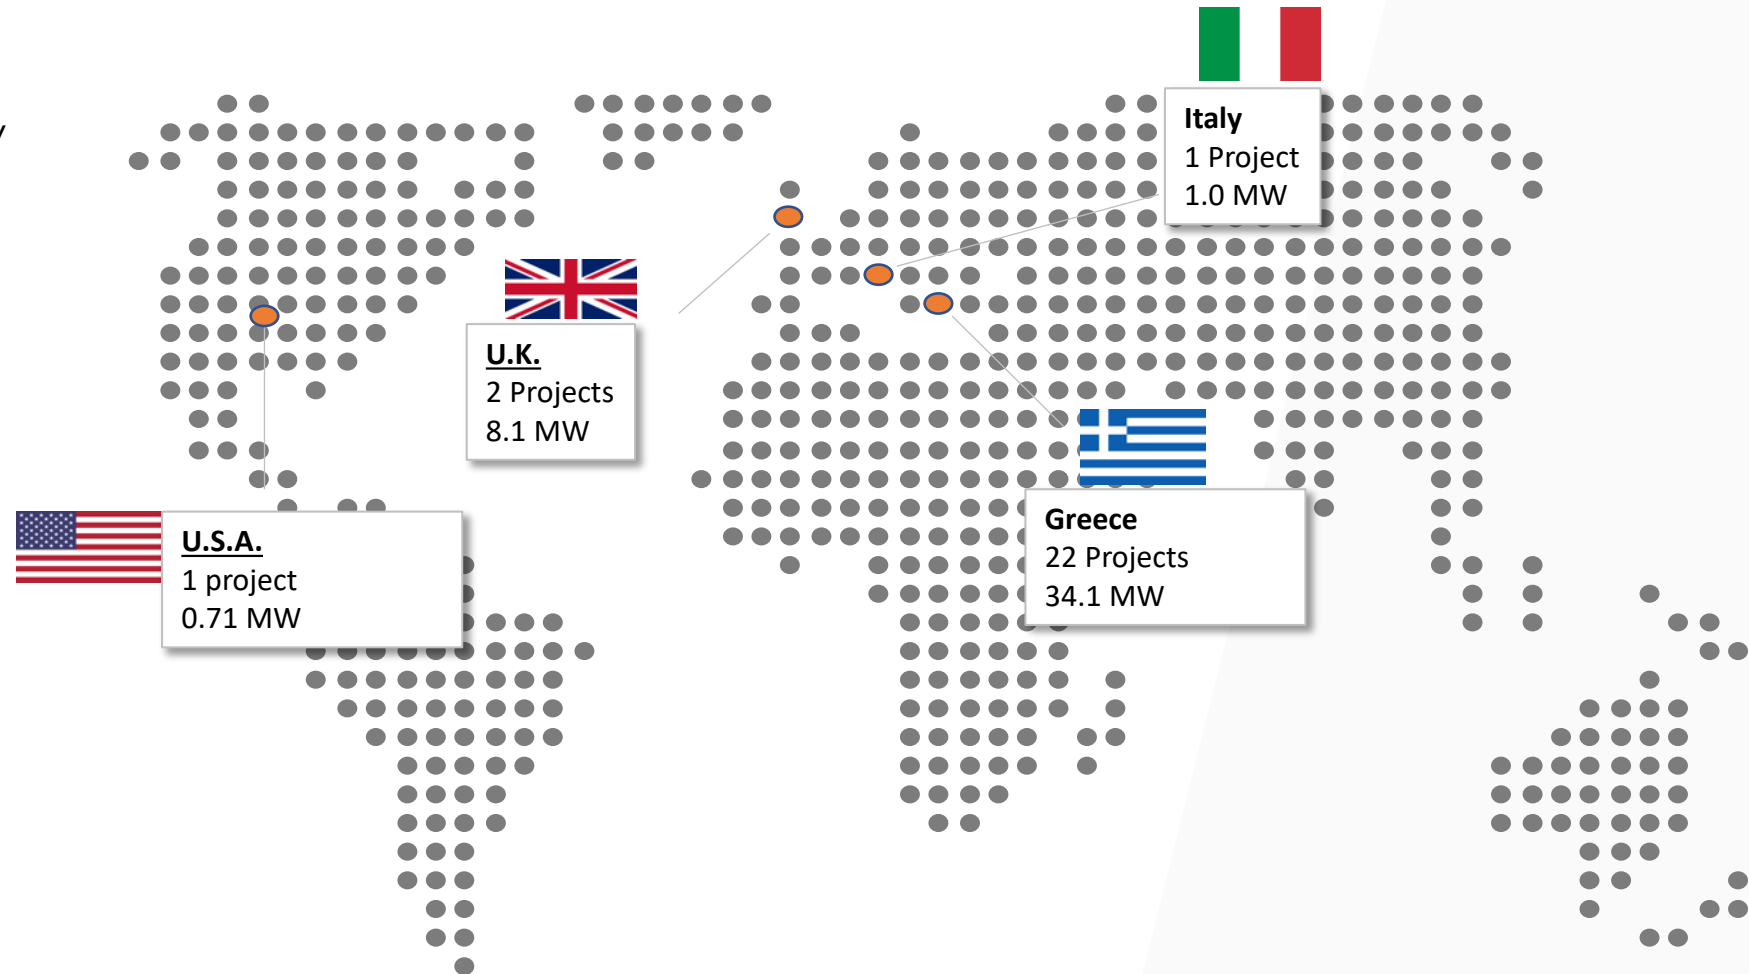 Italy
1 Project
1.0 MW
U.K.
2 Projects
8.1 MW
Greece
22 Projects
34.1 MW
U.S.A.
1 project
0.71 MW